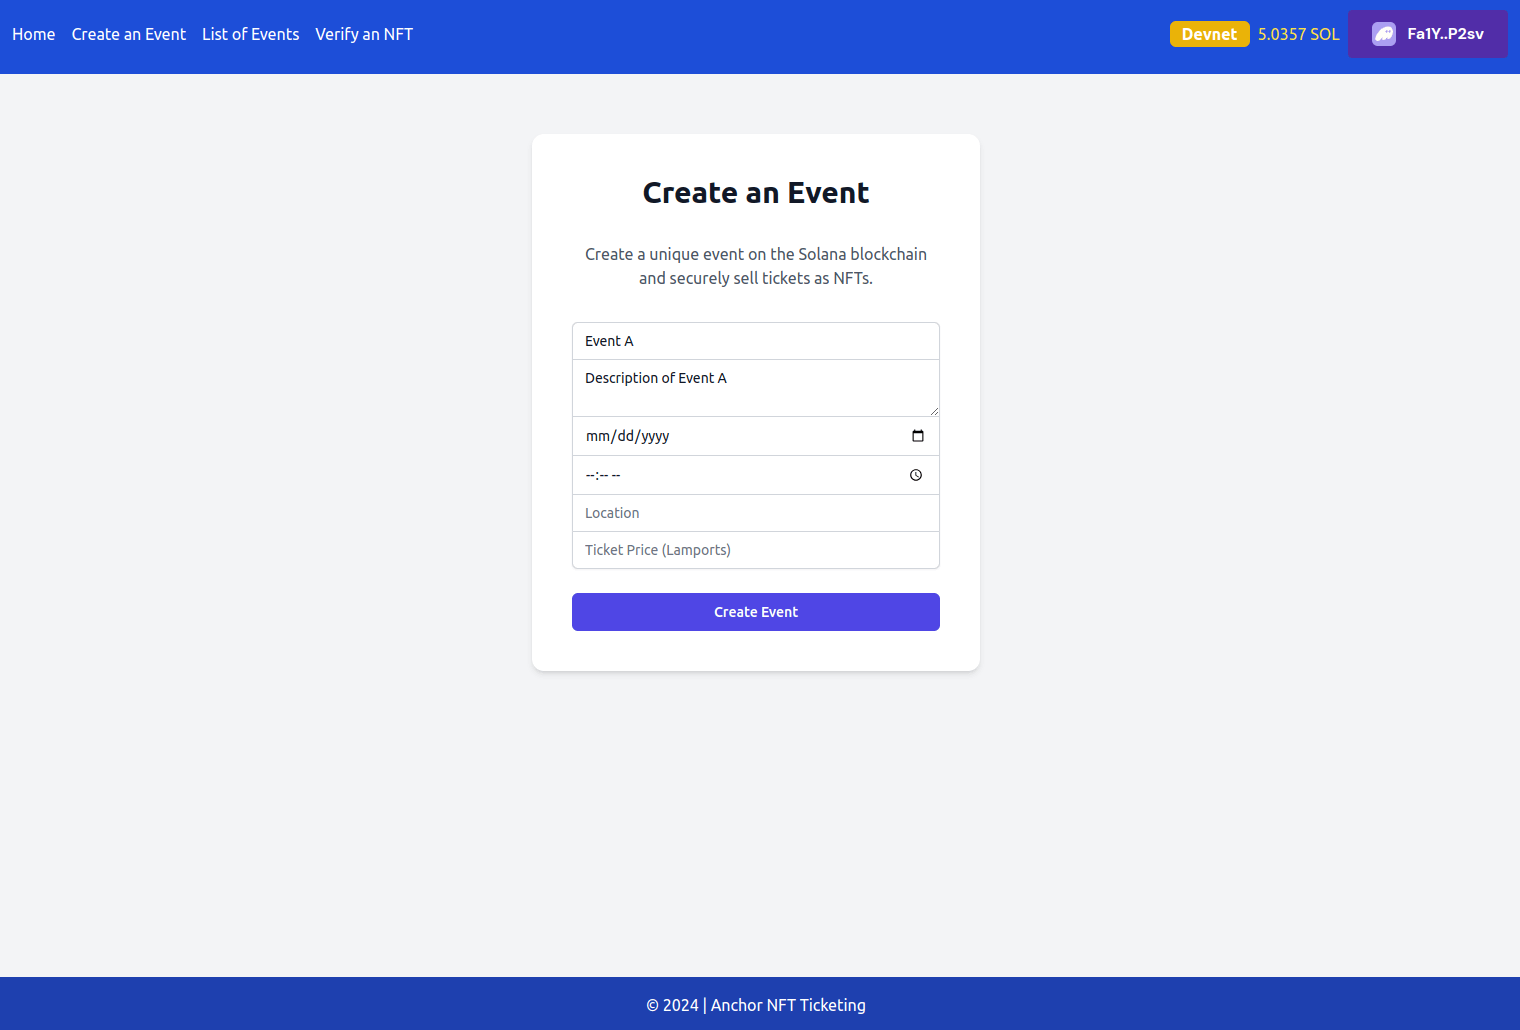 Home Create an Event List of Events Verify an NFT Devnet 5.0357 SOL Fa1Y..P2sv
Create an Event
Create a unique event on the Solana blockchain
and securely sell tickets as NFTs.
Event A
Description of Event A
mm/dd/yyyy
--:-- --
Location
Ticket Price (Lamports)
Create Event
© 2024 | Anchor NFT Ticketing